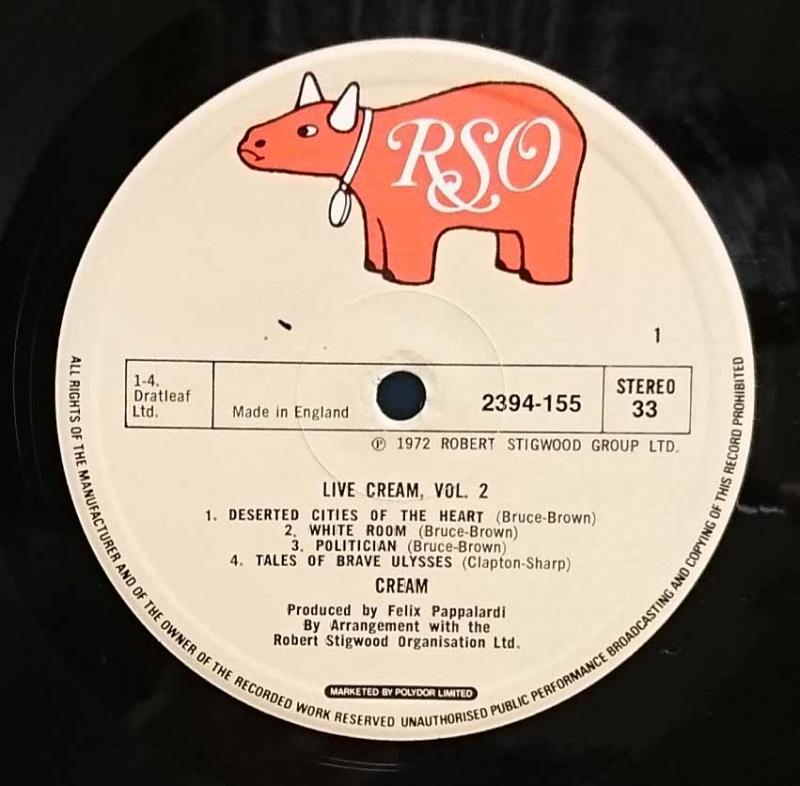 RSO
1
1-4.
Dratleaf
Ltd.
Made in England
2394-155
STEREO
33
℗ 1972 ROBERT STIGWOOD GROUP LTD.
LIVE CREAM, VOL. 2
1. DESERTED CITIES OF THE HEART (Bruce-Brown)
2. WHITE ROOM (Bruce-Brown)
3. POLITICIAN (Bruce-Brown)
4. TALES OF BRAVE ULYSSES (Clapton-Sharp)
CREAM
Produced by Felix Pappalardi
By Arrangement with the
Robert Stigwood Organisation Ltd.
MARKETED BY POLYDOR LIMITED
ALL RIGHTS OF THE MANUFACTURER AND OF THE OWNER OF THE RECORDED WORK RESERVED UNAUTHORISED PUBLIC PERFORMANCE BROADCASTING AND COPYING OF THIS RECORD PROHIBITED